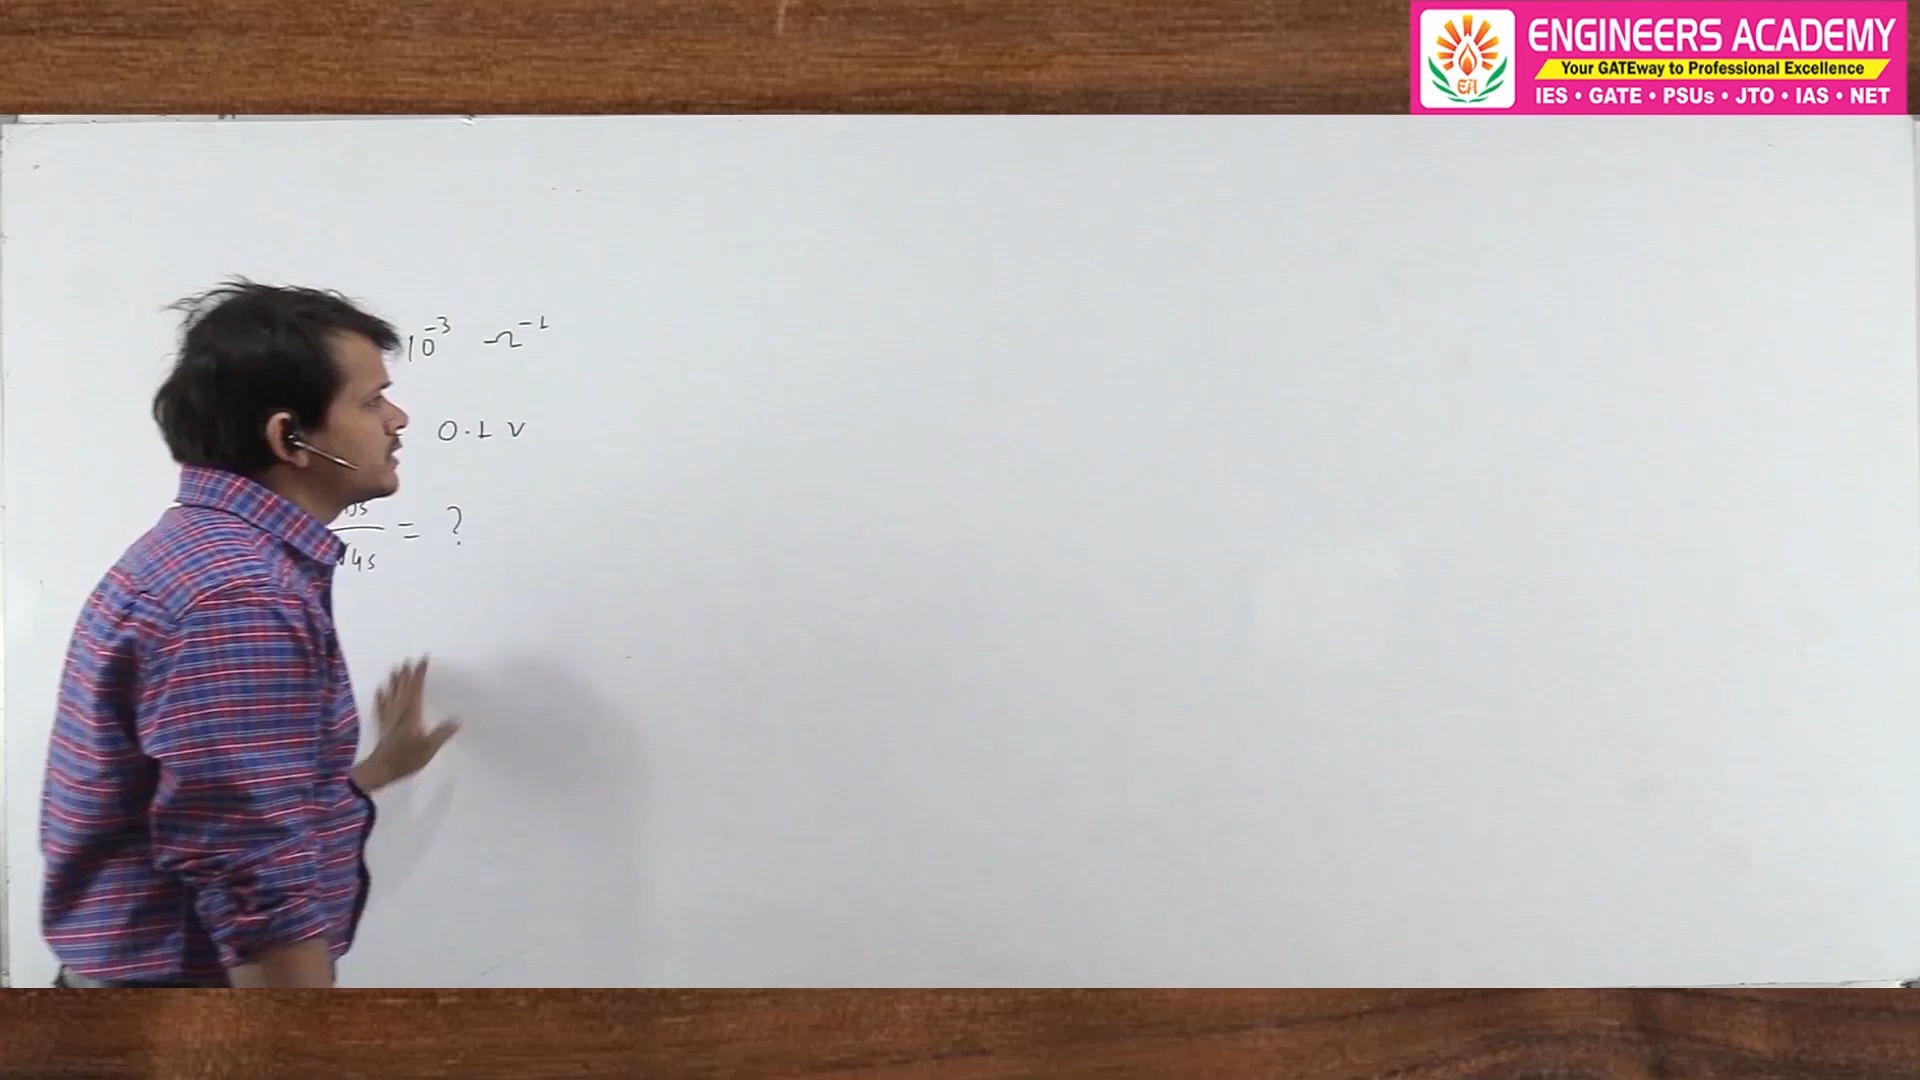 ENGINEERS ACADEMY
Your GATEway to Professional Excellence
IES • GATE • PSUs • JTO • IAS • NET
10⁻³ Ω⁻¹
0.1 V
= ?